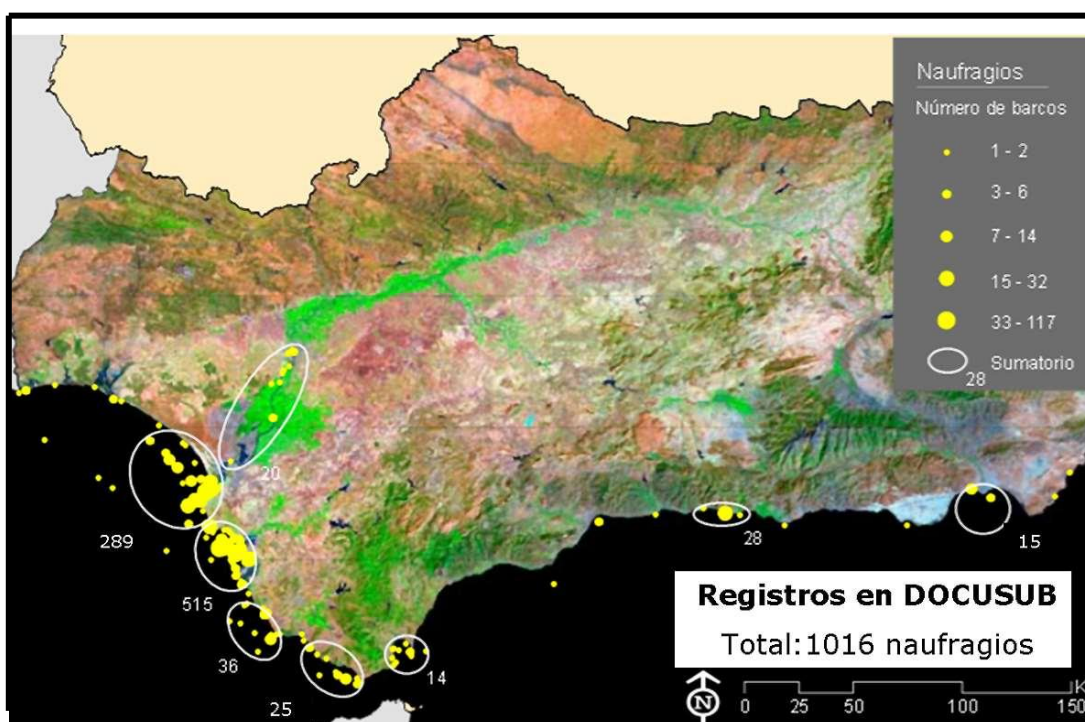 Naufragios
Número de barcos
1 - 2
3 - 6
7 - 14
15 - 32
33 - 117
Sumatorio
28
20
289
515
36
25
14
28
15
Registros en DOCUSUB
Total:1016 naufragios
N
0 25 50 100 150
K